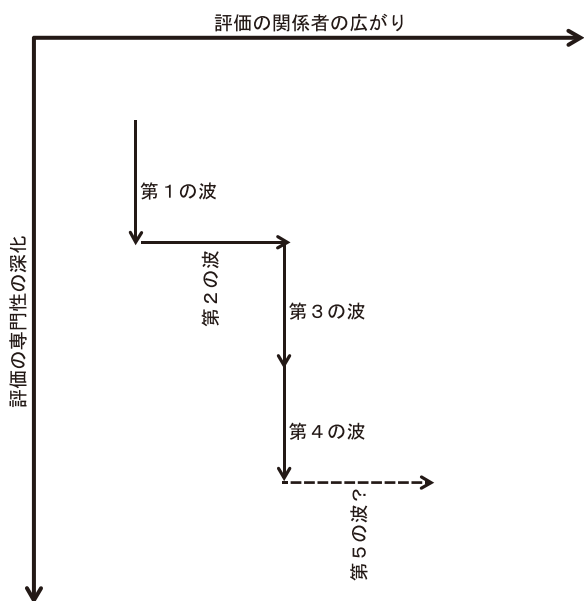 評価の関係者の広がり
評価の専門性の深化
第１の波
第２の波
第３の波
第４の波
第５の波？